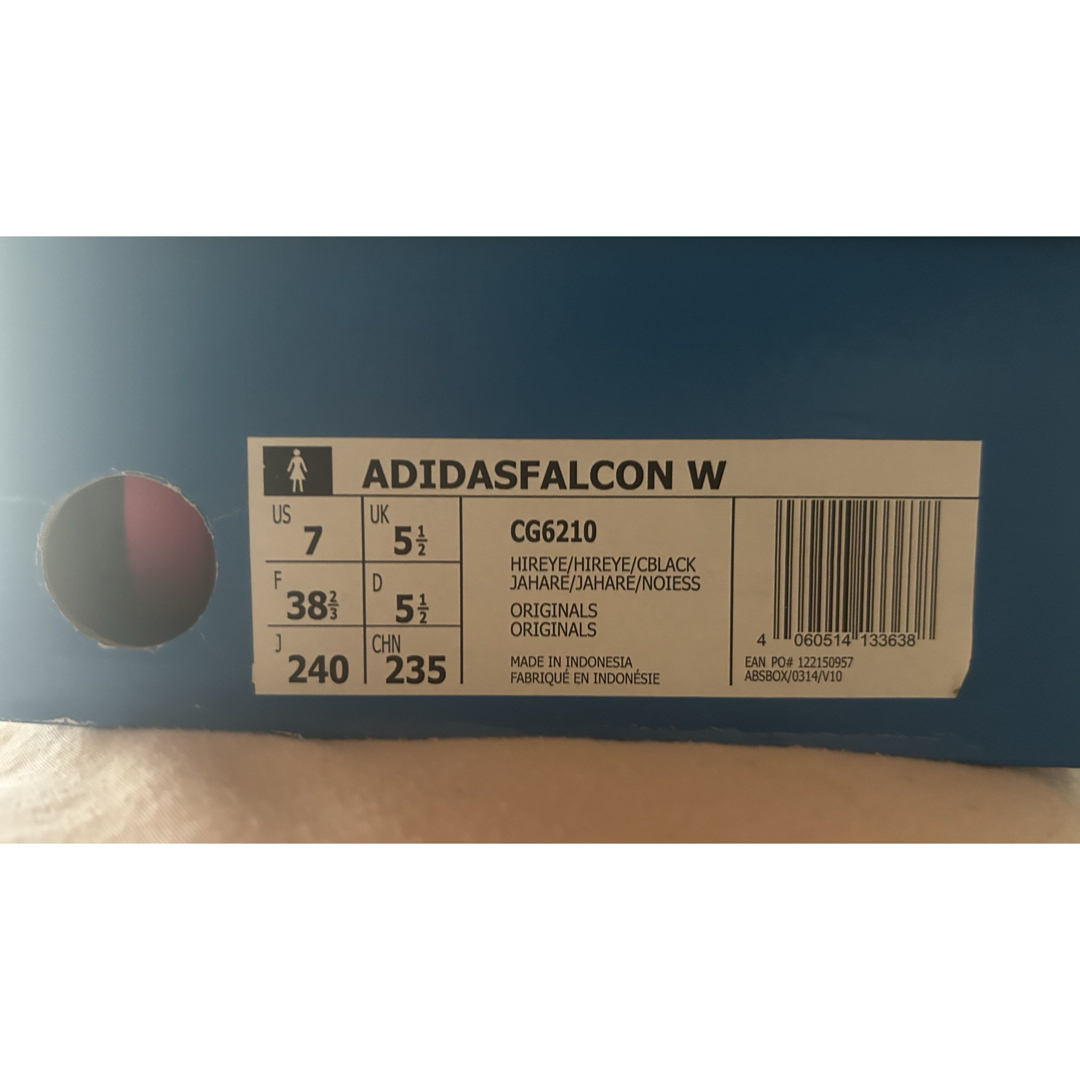 ADIDASFALCON W
US 7 UK 5½
F 38⅔ D 5½
J 240 CHN 235
CG6210
HIREYE/HIREYE/CBLACK
JAHARE/JAHARE/NOIESS
ORIGINALS
ORIGINALS
MADE IN INDONESIA
FABRIQUÉ EN INDONÉSIE
4 060514 133638
EAN PO# 122150957
ABSBOX/0314/V10